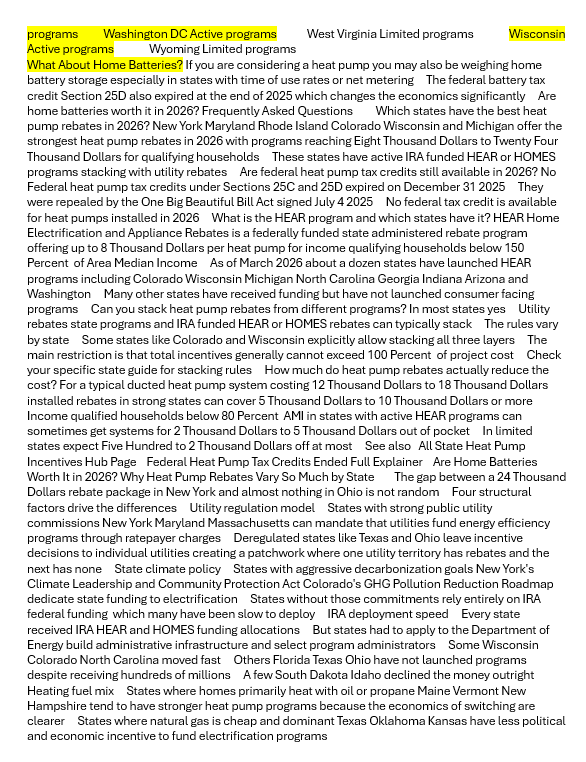 programs Washington DC Active programs West Virginia Limited programs Wisconsin
Active programs Wyoming Limited programs
What About Home Batteries? If you are considering a heat pump you may also be weighing home
battery storage especially in states with time of use rates or net metering The federal battery tax
credit Section 25D also expired at the end of 2025 which changes the economics significantly Are
home batteries worth it in 2026? Frequently Asked Questions Which states have the best heat
pump rebates in 2026? New York Maryland Rhode Island Colorado Wisconsin and Michigan offer the
strongest heat pump rebates in 2026 with programs reaching Eight Thousand Dollars to Twenty Four
Thousand Dollars for qualifying households These states have active IRA funded HEAR or HOMES
programs stacking with utility rebates Are federal heat pump tax credits still available in 2026? No
Federal heat pump tax credits under Sections 25C and 25D expired on December 31 2025 They
were repealed by the One Big Beautiful Bill Act signed July 4 2025 No federal tax credit is available
for heat pumps installed in 2026 What is the HEAR program and which states have it? HEAR Home
Electrification and Appliance Rebates is a federally funded state administered rebate program
offering up to 8 Thousand Dollars per heat pump for income qualifying households below 150
Percent of Area Median Income As of March 2026 about a dozen states have launched HEAR
programs including Colorado Wisconsin Michigan North Carolina Georgia Indiana Arizona and
Washington Many other states have received funding but have not launched consumer facing
programs Can you stack heat pump rebates from different programs? In most states yes Utility
rebates state programs and IRA funded HEAR or HOMES rebates can typically stack The rules vary
by state Some states like Colorado and Wisconsin explicitly allow stacking all three layers The
main restriction is that total incentives generally cannot exceed 100 Percent of project cost Check
your specific state guide for stacking rules How much do heat pump rebates actually reduce the
cost? For a typical ducted heat pump system costing 12 Thousand Dollars to 18 Thousand Dollars
installed rebates in strong states can cover 5 Thousand Dollars to 10 Thousand Dollars or more
Income qualified households below 80 Percent AMI in states with active HEAR programs can
sometimes get systems for 2 Thousand Dollars to 5 Thousand Dollars out of pocket In limited
states expect Five Hundred to 2 Thousand Dollars off at most See also All State Heat Pump
Incentives Hub Page Federal Heat Pump Tax Credits Ended Full Explainer Are Home Batteries
Worth It in 2026? Why Heat Pump Rebates Vary So Much by State The gap between a 24 Thousand
Dollars rebate package in New York and almost nothing in Ohio is not random Four structural
factors drive the differences Utility regulation model States with strong public utility
commissions New York Maryland Massachusetts can mandate that utilities fund energy efficiency
programs through ratepayer charges Deregulated states like Texas and Ohio leave incentive
decisions to individual utilities creating a patchwork where one utility territory has rebates and the
next has none State climate policy States with aggressive decarbonization goals New York's
Climate Leadership and Community Protection Act Colorado's GHG Pollution Reduction Roadmap
dedicate state funding to electrification States without those commitments rely entirely on IRA
federal funding which many have been slow to deploy IRA deployment speed Every state
received IRA HEAR and HOMES funding allocations But states had to apply to the Department of
Energy build administrative infrastructure and select program administrators Some Wisconsin
Colorado North Carolina moved fast Others Florida Texas Ohio have not launched programs
despite receiving hundreds of millions A few South Dakota Idaho declined the money outright
Heating fuel mix States where homes primarily heat with oil or propane Maine Vermont New
Hampshire tend to have stronger heat pump programs because the economics of switching are
clearer States where natural gas is cheap and dominant Texas Oklahoma Kansas have less political
and economic incentive to fund electrification programs